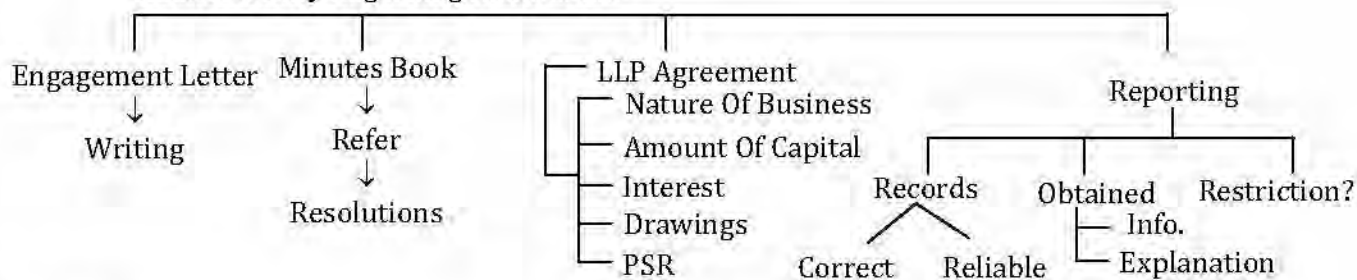 Engagement Letter
Writing
Minutes Book
Refer
Resolutions
LLP Agreement
Nature Of Business
Amount Of Capital
Interest
Drawings
PSR
Reporting
Records
Correct
Reliable
Obtained
Info.
Explanation
Restriction?